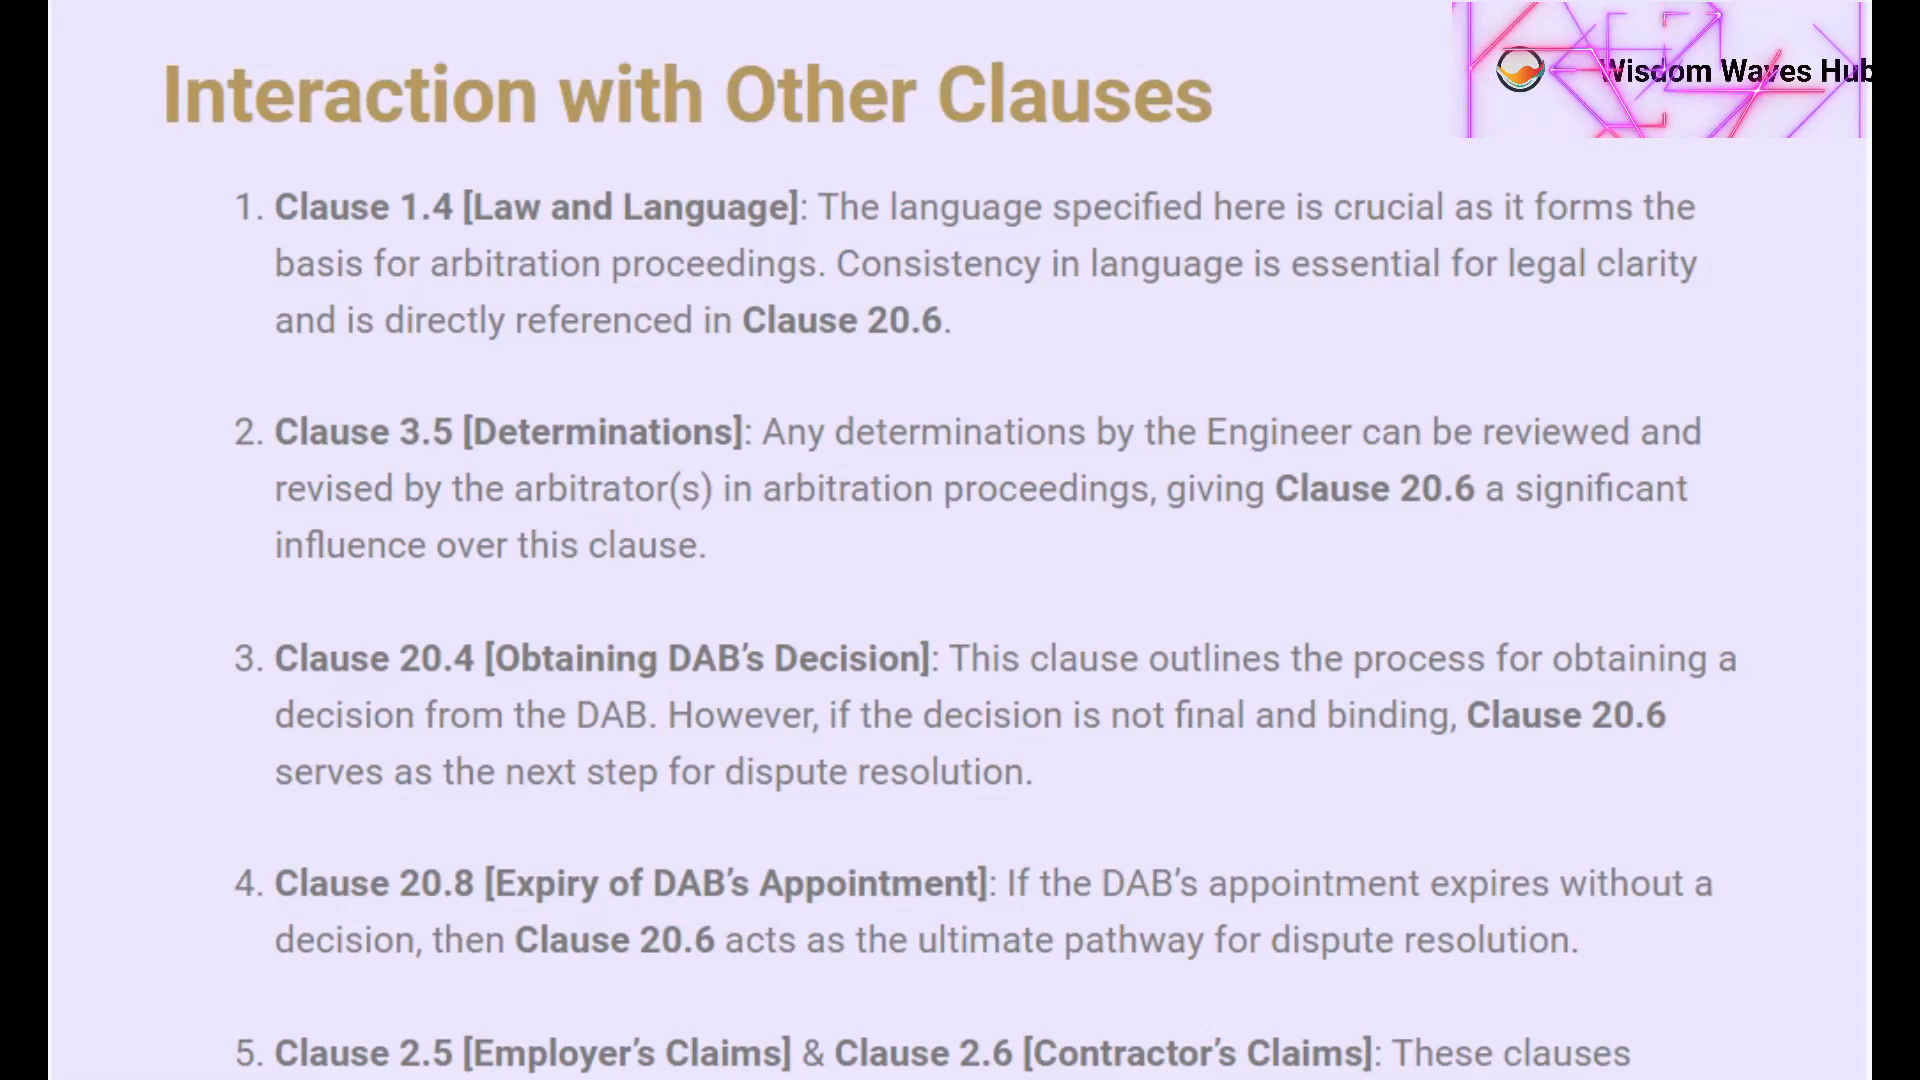 Interaction with Other Clauses
Wisdom Waves Hub
1. Clause 1.4 [Law and Language]: The language specified here is crucial as it forms the
basis for arbitration proceedings. Consistency in language is essential for legal clarity
and is directly referenced in Clause 20.6.
2. Clause 3.5 [Determinations]: Any determinations by the Engineer can be reviewed and
revised by the arbitrator(s) in arbitration proceedings, giving Clause 20.6 a significant
influence over this clause.
3. Clause 20.4 [Obtaining DAB’s Decision]: This clause outlines the process for obtaining a
decision from the DAB. However, if the decision is not final and binding, Clause 20.6
serves as the next step for dispute resolution.
4. Clause 20.8 [Expiry of DAB’s Appointment]: If the DAB’s appointment expires without a
decision, then Clause 20.6 acts as the ultimate pathway for dispute resolution.
5. Clause 2.5 [Employer’s Claims] & Clause 2.6 [Contractor’s Claims]: These clauses